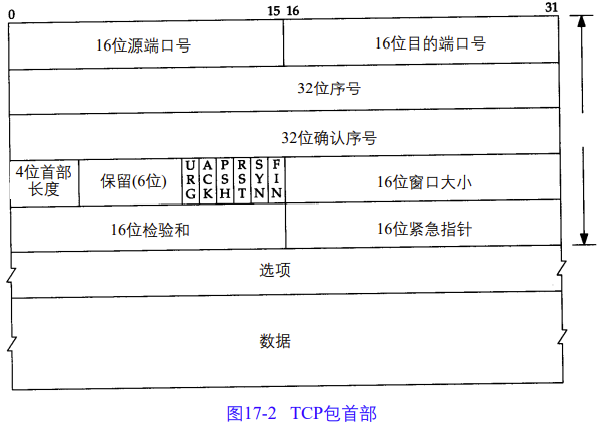 0 15 16 31
16位源端口号 16位目的端口号
32位序号
32位确认序号
4位首部
长度
保留(6位)
URG ACK PSH RST SYN FIN
16位窗口大小
16位检验和 16位紧急指针
选项
数据
图17-2 TCP包首部